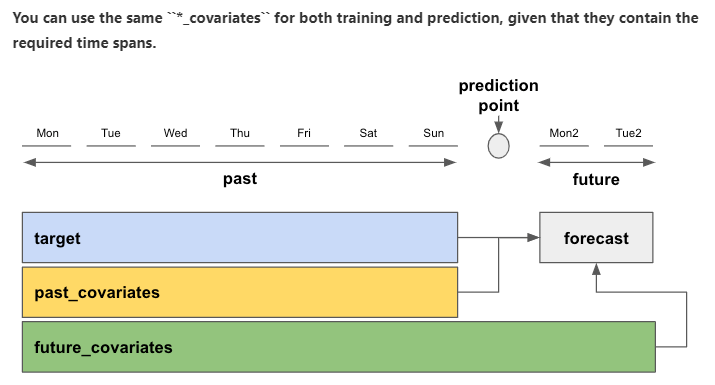 You can use the same ``*_covariates`` for both training and prediction, given that they contain the
required time spans.
prediction
point
Mon Tue Wed Thu Fri Sat Sun Mon2 Tue2
past future
target forecast
past_covariates
future_covariates